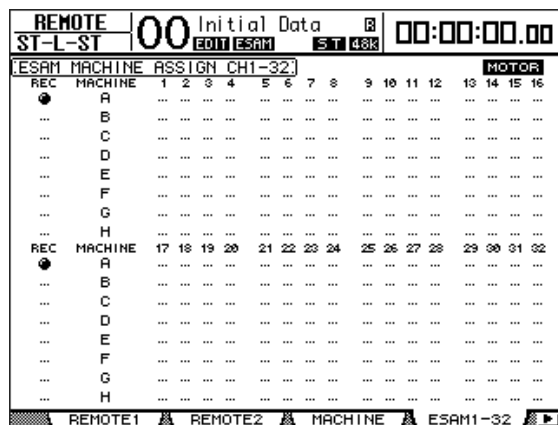 REMOTE
ST-L-ST
00 Initial Data R
EDIT ESAM ST 48k
00:00:00.00
ESAM MACHINE ASSIGN CH1-32
MOTOR
REC MACHINE 1 2 3 4 5 6 7 8 9 10 11 12 13 14 15 16
A
B
C
D
E
F
G
H
REC MACHINE 17 18 19 20 21 22 23 24 25 26 27 28 29 30 31 32
A
B
C
D
E
F
G
H
REMOTE1 REMOTE2 MACHINE ESAM1-32